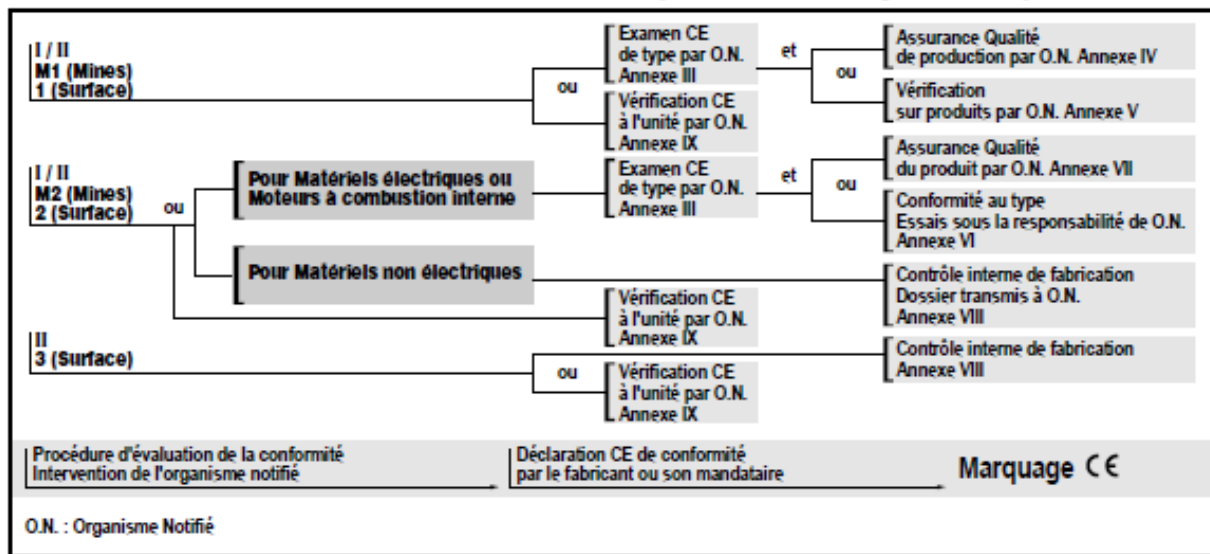 I / II
M1 (Mines)
1 (Surface)
ou
Examen CE
de type par O.N.
Annexe III
et
ou
Assurance Qualité
de production par O.N. Annexe IV
Vérification
sur produits par O.N. Annexe V
Vérification CE
à l'unité par O.N.
Annexe IX
I / II
M2 (Mines)
2 (Surface)
ou
Pour Matériels électriques ou
Moteurs à combustion interne
Examen CE
de type par O.N.
Annexe III
et
ou
Assurance Qualité
du produit par O.N. Annexe VII
Conformité au type
Essais sous la responsabilité de O.N.
Annexe VI
Pour Matériels non électriques
Contrôle interne de fabrication
Dossier transmis à O.N.
Annexe VIII
Vérification CE
à l'unité par O.N.
Annexe IX
II
3 (Surface)
ou
Contrôle interne de fabrication
Annexe VIII
Vérification CE
à l'unité par O.N.
Annexe IX
Procédure d'évaluation de la conformité
Intervention de l'organisme notifié
Déclaration CE de conformité
par le fabricant ou son mandataire
Marquage CE
O.N. : Organisme Notifié